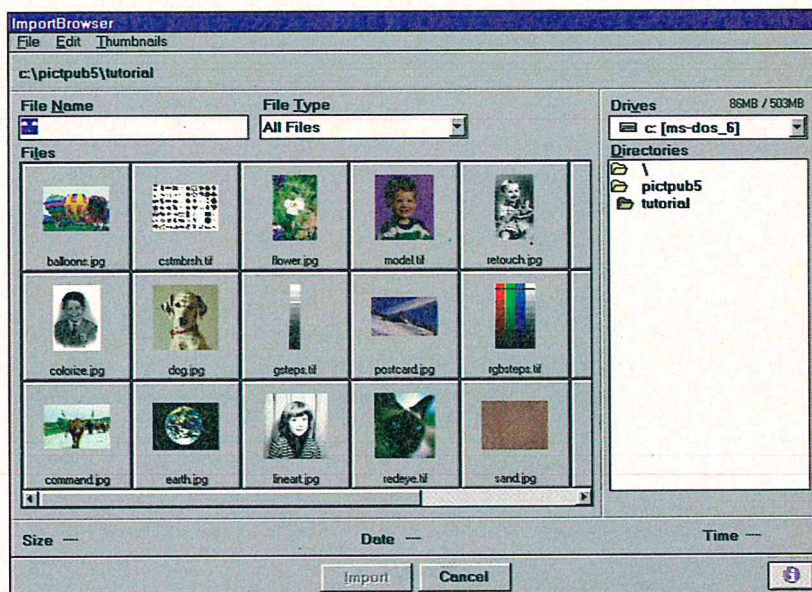 ImportBrowser
File Edit Thumbnails
c:\pictpub5\tutorial
File Name
File Type
Drives 86MB / 503MB
*.*
All Files
c: [ms-dos_6]
Files
Directories
\
pictpub5
tutorial
balloons.jpg cstmbrsh.tif flower.jpg model.tif retouch.jpg
colorize.jpg dog.jpg gsteps.tif postcard.jpg rgbsteps.tif
command.jpg earth.jpg lineart.jpg redeye.tif sand.jpg
Size --- Date --- Time ---
Import Cancel